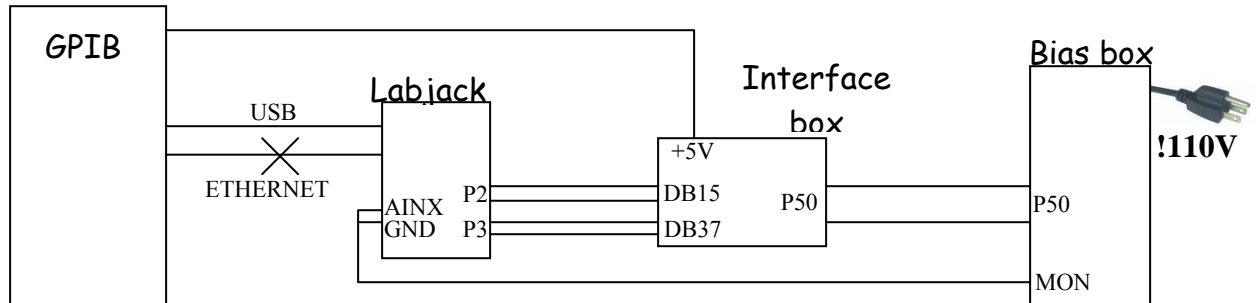 GPIB
USB
ETHERNET
Labjack
AINX
GND
P2
P3
Interface
box
+5V
DB15
DB37
P50
Bias box
P50
MON
!110V